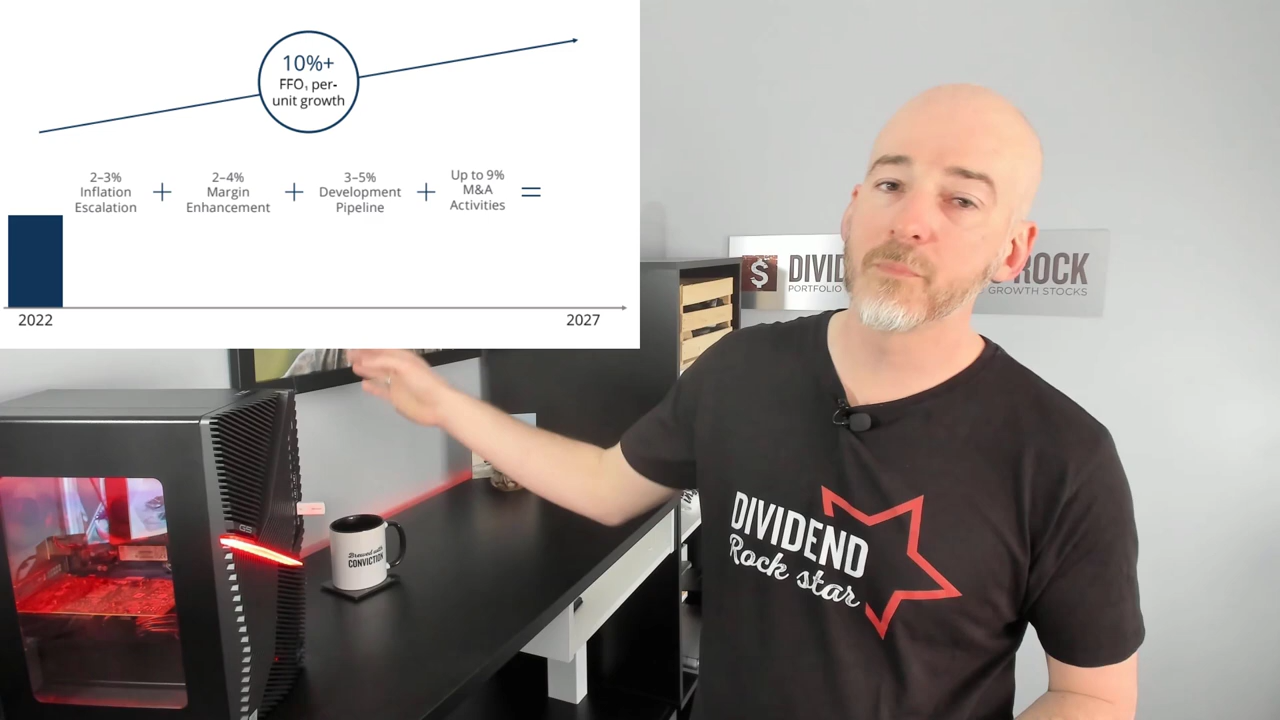 10%+
FFO₁ per-
unit growth
2–3%
Inflation
Escalation
+
2–4%
Margin
Enhancement
+
3–5%
Development
Pipeline
+
Up to 9%
M&A
Activities
=
2022
2027
$
ROCK
PORTFOLIO
GROWTH STOCKS
G5
Brewed with
CONVICTION
DIVIDEND
Rock star